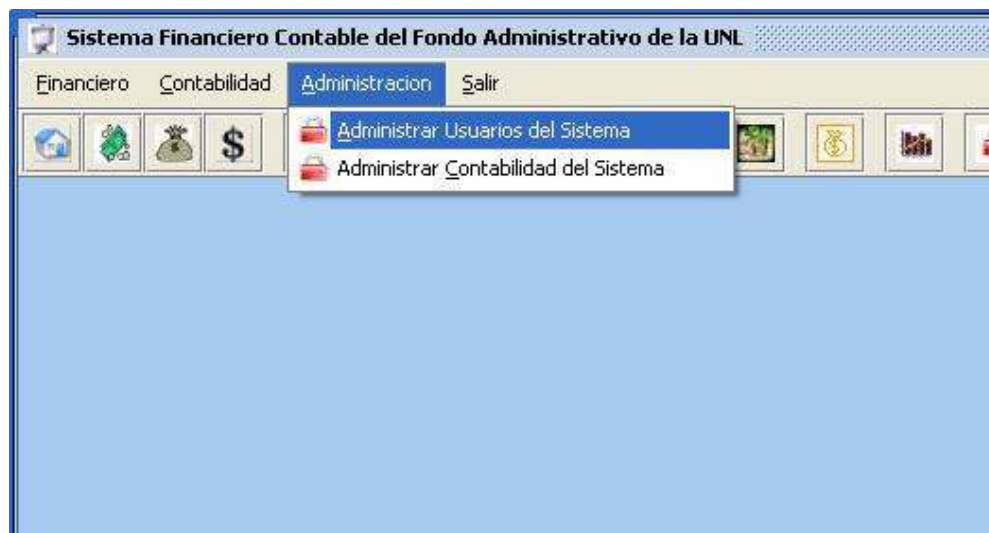 Sistema Financiero Contable del Fondo Administrativo de la UNL
Financiero Contabilidad Administracion Salir
$
Administrar Usuarios del Sistema
Administrar Contabilidad del Sistema